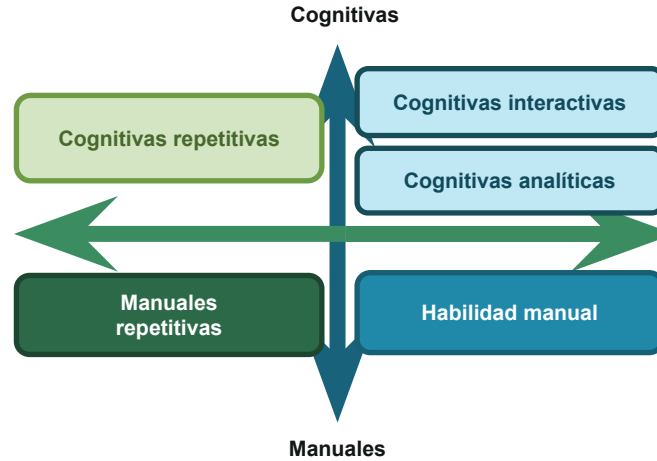 Cognitivas
Cognitivas interactivas
Cognitivas repetitivas
Cognitivas analíticas
Manuales
repetitivas
Habilidad manual
Manuales